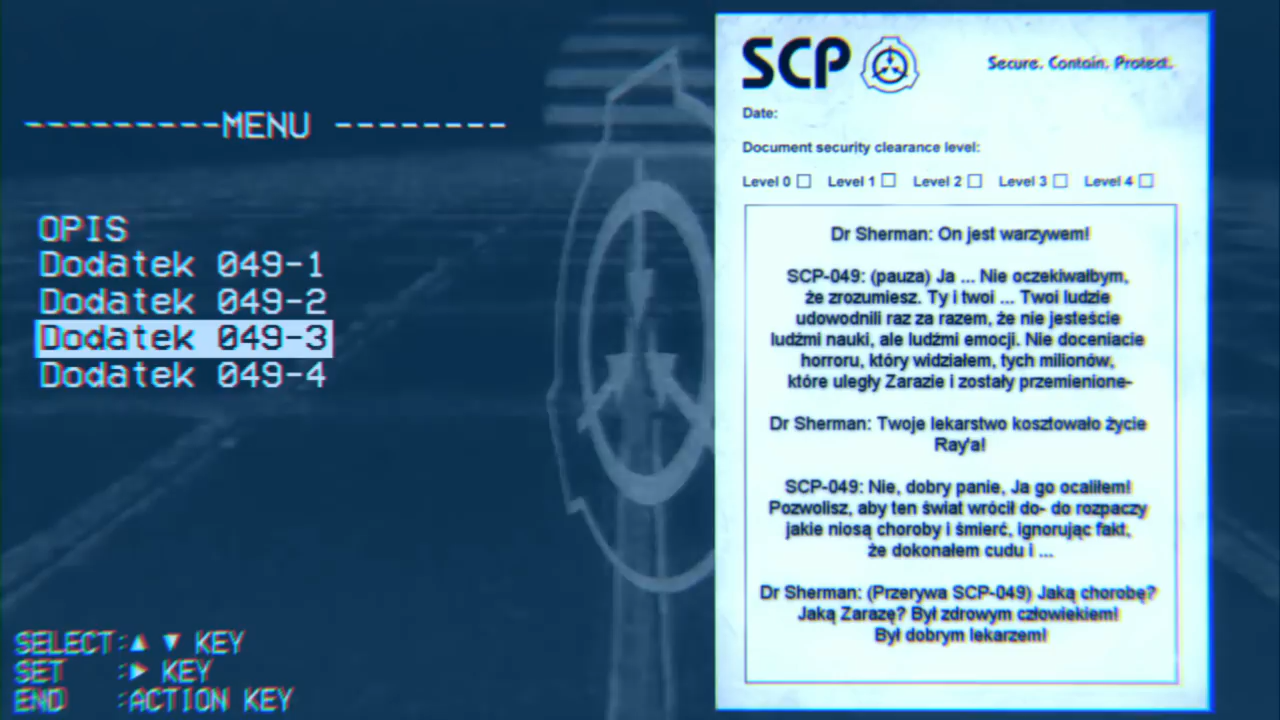 ---------MENU --------
OPIS
Dodatek 049-1
Dodatek 049-2
Dodatek 049-3
Dodatek 049-4
SELECT:▲ ▼ KEY
SET :► KEY
END :ACTION KEY
SCP
Secure. Contain. Protect.
Date:
Document security clearance level:
Level 0 ☐ Level 1 ☐ Level 2 ☐ Level 3 ☐ Level 4 ☐
Dr Sherman: On jest warzywem!
SCP-049: (pauza) Ja ... Nie oczekiwałbym,
że zrozumiesz. Ty i twoi ... Twoi ludzie
udowodnili raz za razem, że nie jesteście
ludźmi nauki, ale ludźmi emocji. Nie doceniacie
horroru, który widziałem, tych milionów,
które uległy Zarazie i zostały przemienione-
Dr Sherman: Twoje lekarstwo kosztowało życie
Ray'a!
SCP-049: Nie, dobry panie, Ja go ocaliłem!
Pozwolisz, aby ten świat wrócił do- do rozpaczy
jakie niosą choroby i śmierć, ignorując fakt,
że dokonałem cudu i ...
Dr Sherman: (Przerywa SCP-049) Jaką chorobę?
Jaką Zarazę? Był zdrowym człowiekiem!
Był dobrym lekarzem!